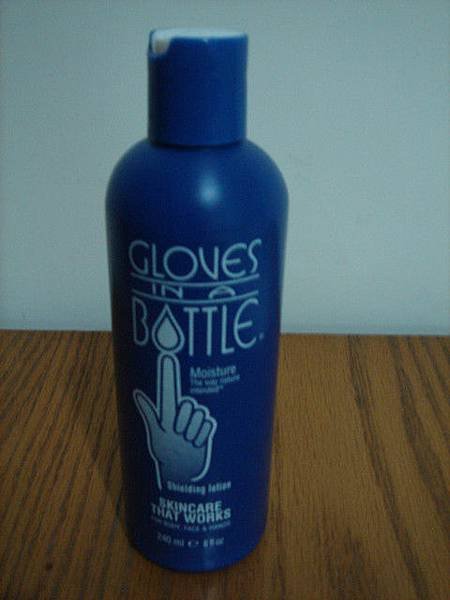 GLOVES
IN A
BOTTLE®
Moisture
The way nature
intended™
Shielding lotion
SKINCARE
THAT WORKS
FOR BODY, FACE & HANDS
240 ml ℮ 8 fl oz